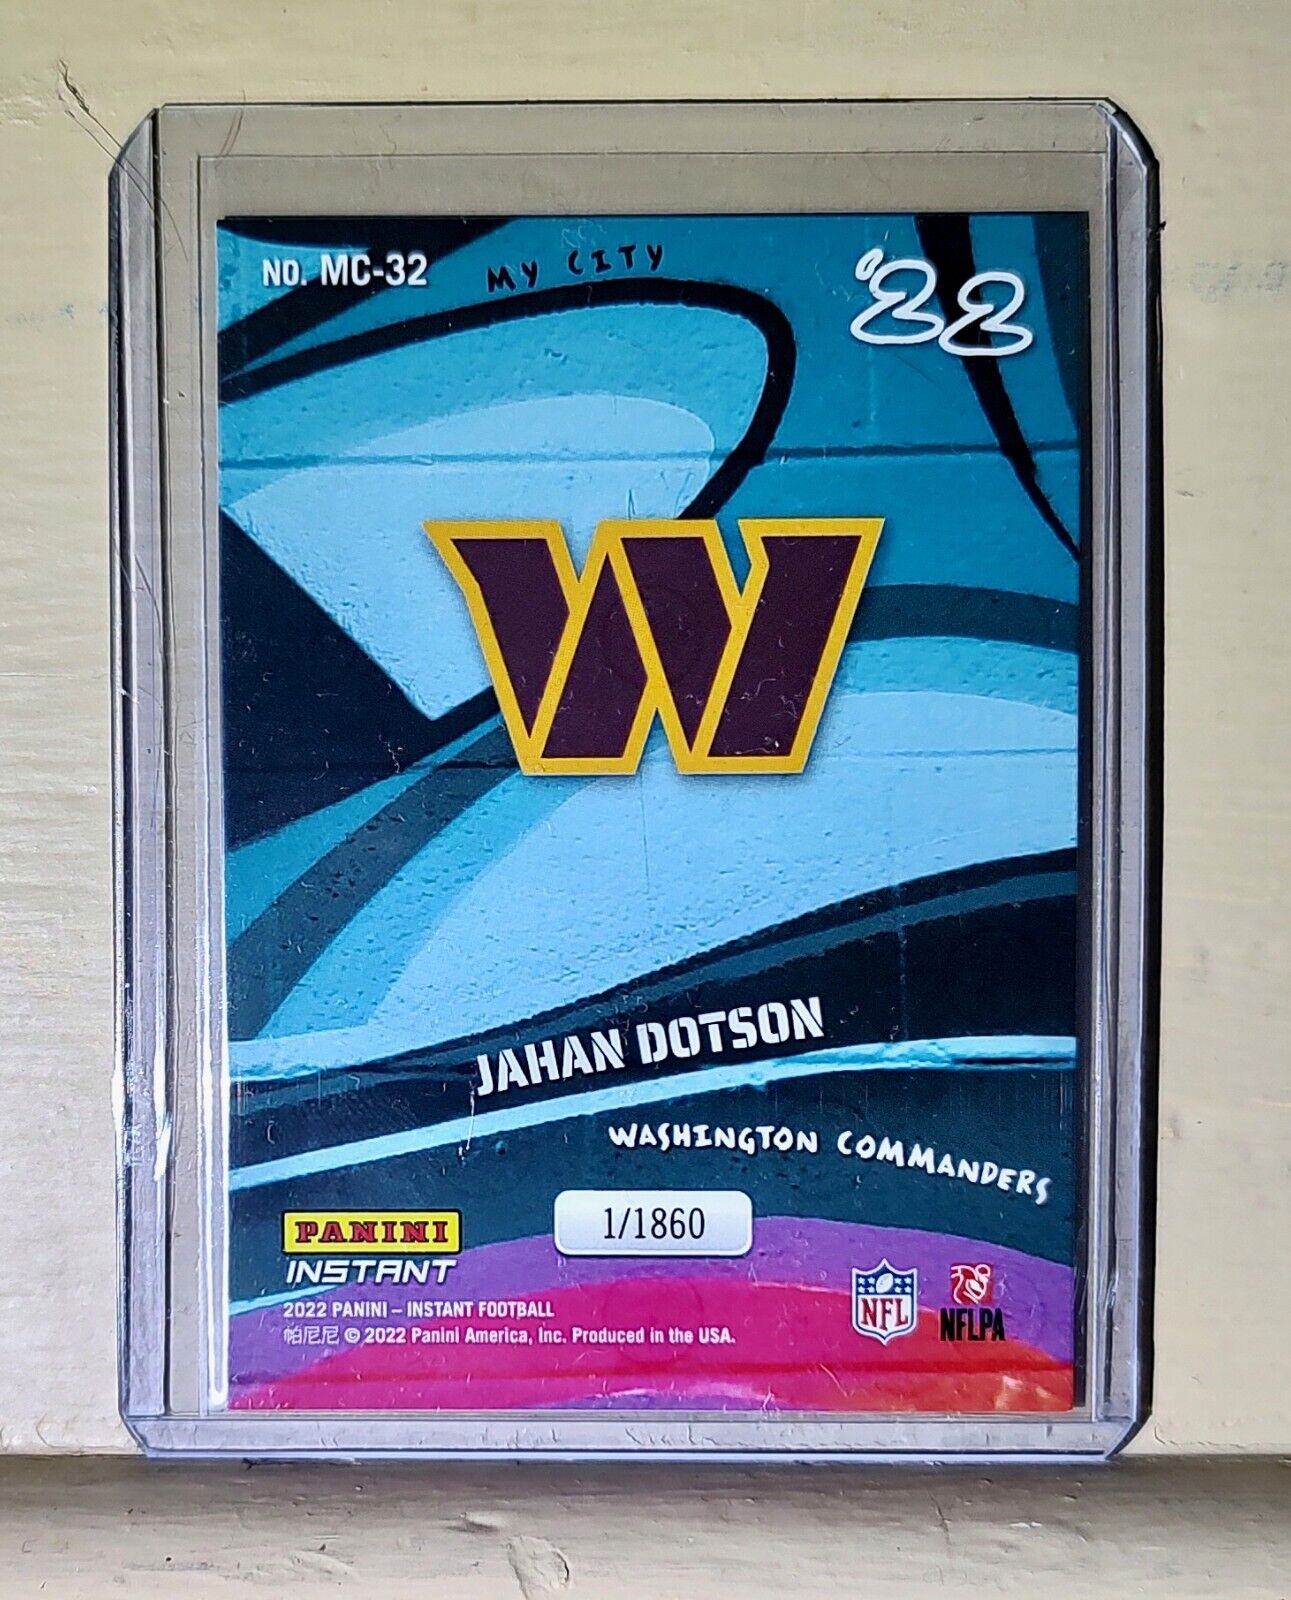 NO. MC-32
MY CITY
'22
W
JAHAN DOTSON
WASHINGTON COMMANDERS
PANINI
INSTANT
1/1860
2022 PANINI – INSTANT FOOTBALL
帕尼尼 © 2022 Panini America, Inc. Produced in the USA.
NFL
NFLPA